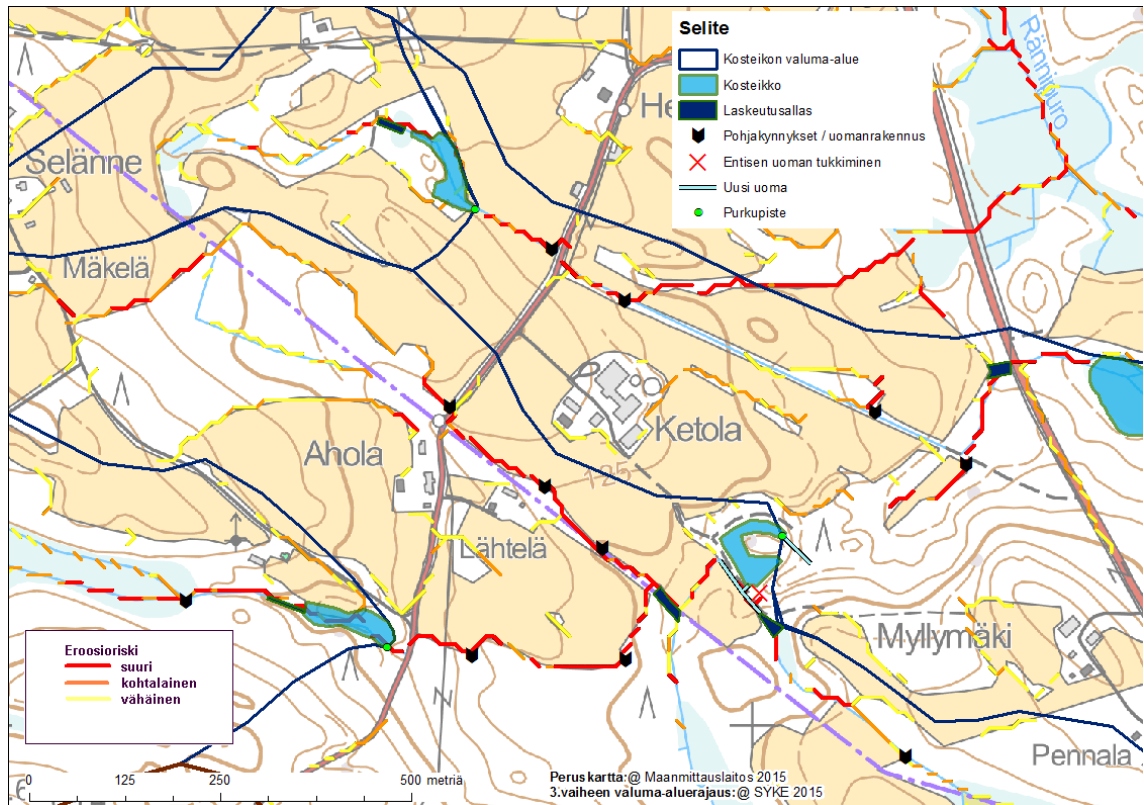 Selite
Kosteikon valuma-alue
Kosteikko
Laskeutusallas
Pohjakynnykset / uomanrakennus
Entisen uoman tukkiminen
Uusi uoma
Purkupiste
Ränninpuro
He
Selänne
Mäkelä
Ahola
Ketola
125
Lähtelä
Myllymäki
Pennala
Eroosioriski
suuri
kohtalainen
vähäinen
0 125 250 500 metriä
Peruskartta:@ Maanmittauslaitos 2015
3.vaiheen valuma-aluerajaus:@ SYKE 2015